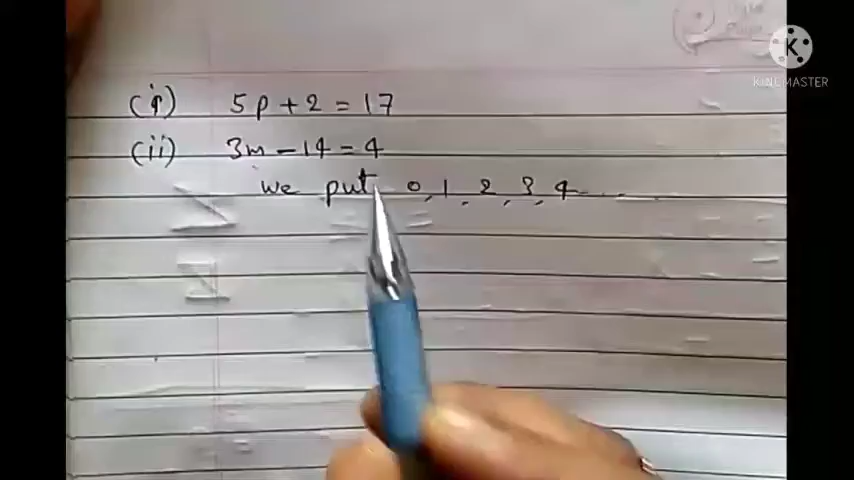 KINEMASTER
(i) 5p + 2 = 17
(ii) 3m - 14 = 4
we put 0, 1, 2, 3, 4 ...